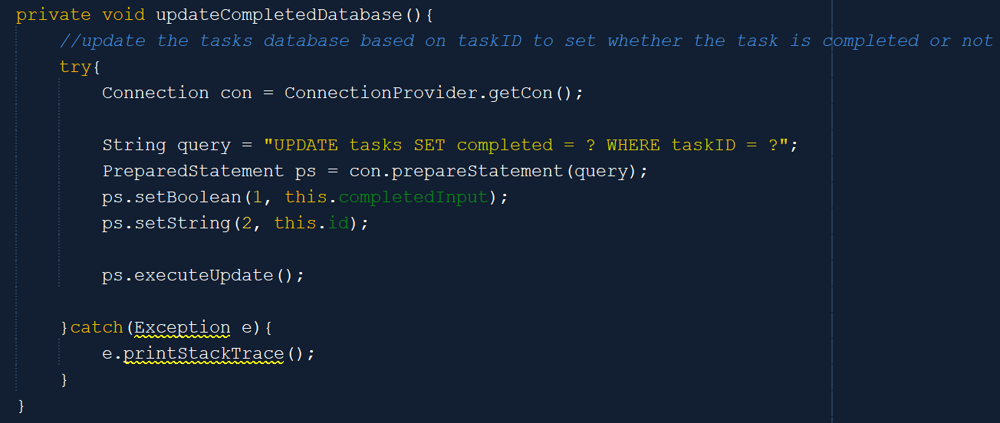 private void updateCompletedDatabase(){
//update the tasks database based on taskID to set whether the task is completed or not
try{
Connection con = ConnectionProvider.getCon();
String query = "UPDATE tasks SET completed = ? WHERE taskID = ?";
PreparedStatement ps = con.prepareStatement(query);
ps.setBoolean(1, this.completedInput);
ps.setString(2, this.id);
ps.executeUpdate();
}catch(Exception e){
e.printStackTrace();
}
}